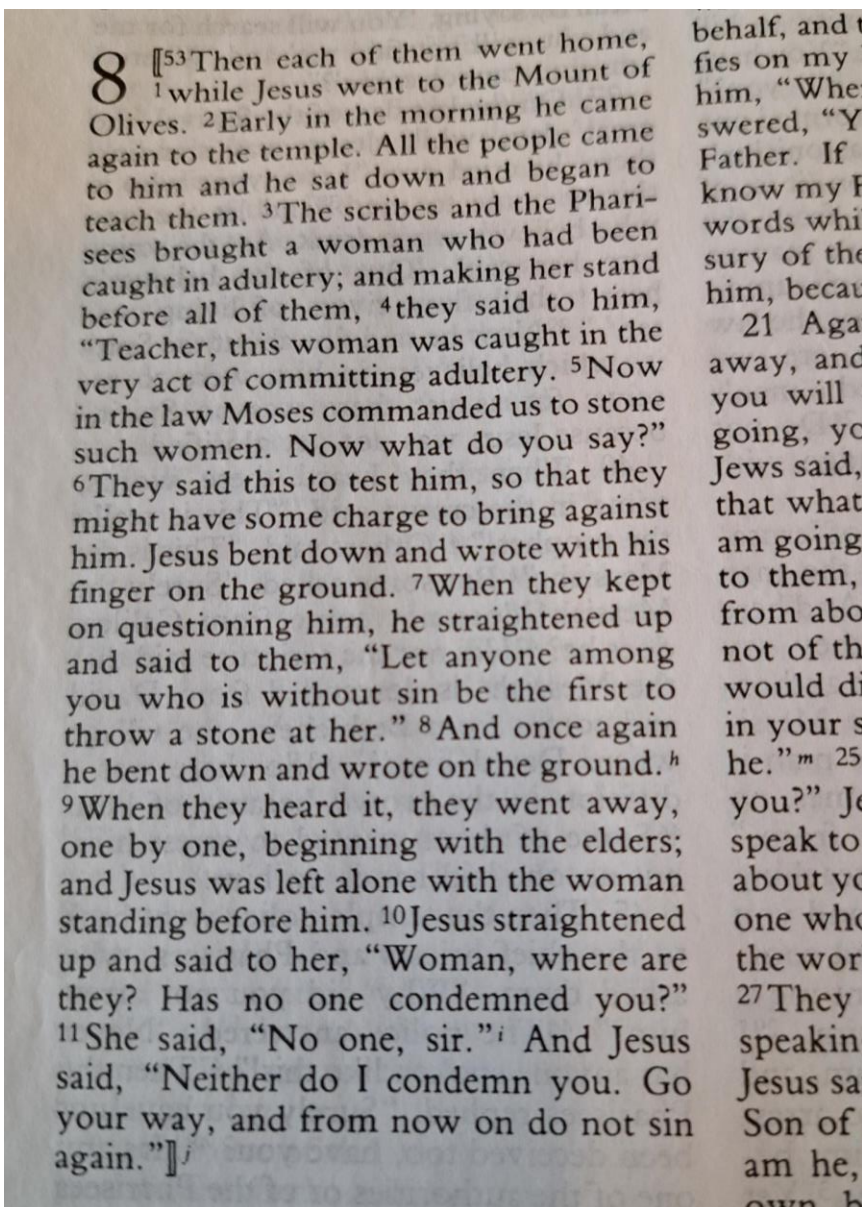 8 ⟦⁵³Then each of them went home,
¹while Jesus went to the Mount of
Olives. ²Early in the morning he came
again to the temple. All the people came
to him and he sat down and began to
teach them. ³The scribes and the Phari-
sees brought a woman who had been
caught in adultery; and making her stand
before all of them, ⁴they said to him,
“Teacher, this woman was caught in the
very act of committing adultery. ⁵Now
in the law Moses commanded us to stone
such women. Now what do you say?”
⁶They said this to test him, so that they
might have some charge to bring against
him. Jesus bent down and wrote with his
finger on the ground. ⁷When they kept
on questioning him, he straightened up
and said to them, “Let anyone among
you who is without sin be the first to
throw a stone at her.” ⁸And once again
he bent down and wrote on the ground.ʰ
⁹When they heard it, they went away,
one by one, beginning with the elders;
and Jesus was left alone with the woman
standing before him. ¹⁰Jesus straightened
up and said to her, “Woman, where are
they? Has no one condemned you?”
¹¹She said, “No one, sir.”ⁱ And Jesus
said, “Neither do I condemn you. Go
your way, and from now on do not sin
again.”⟧ʲ
behalf, and
fies on my
him, “Whe
swered, “Y
Father. If
know my F
words whi
sury of the
him, becau
21 Aga
away, and
you will
going, yo
Jews said,
that what
am going
to them,
from abo
not of th
would di
in your s
he.”ᵐ 25
you?” Je
speak to
about yo
one who
the wor
²⁷They
speakin
Jesus sa
Son of
am he,